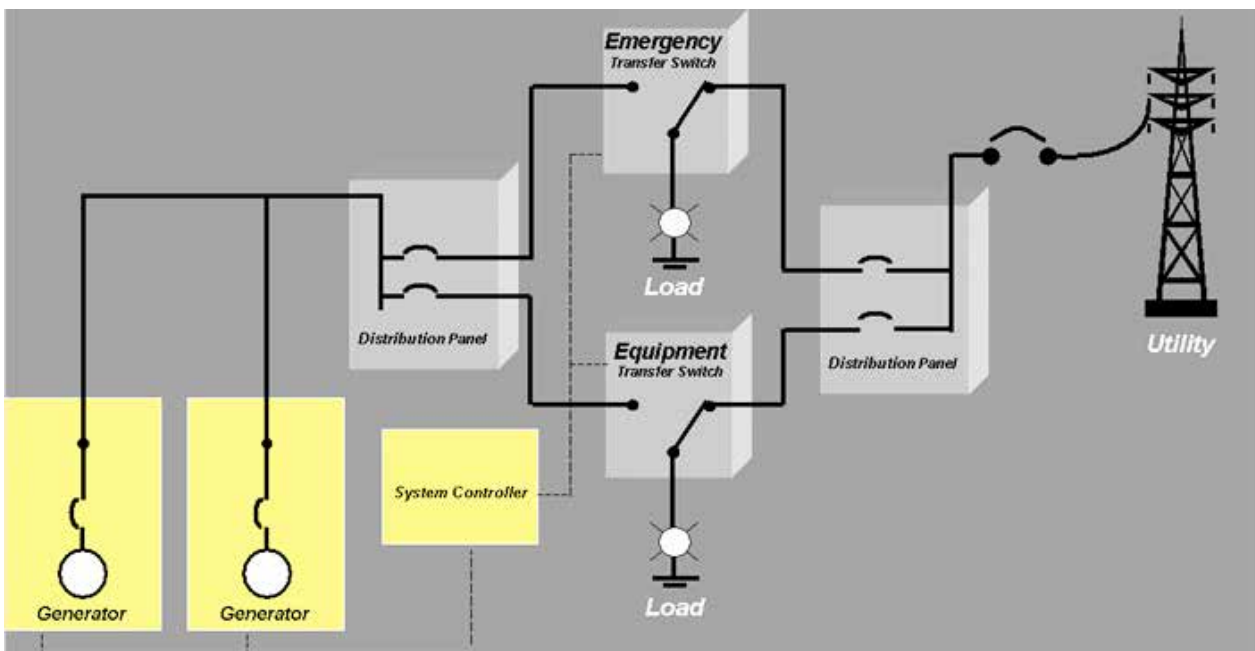 Emergency
Transfer Switch
Load
Distribution Panel
Equipment
Transfer Switch
Distribution Panel
Utility
System Controller
Generator
Generator
Load